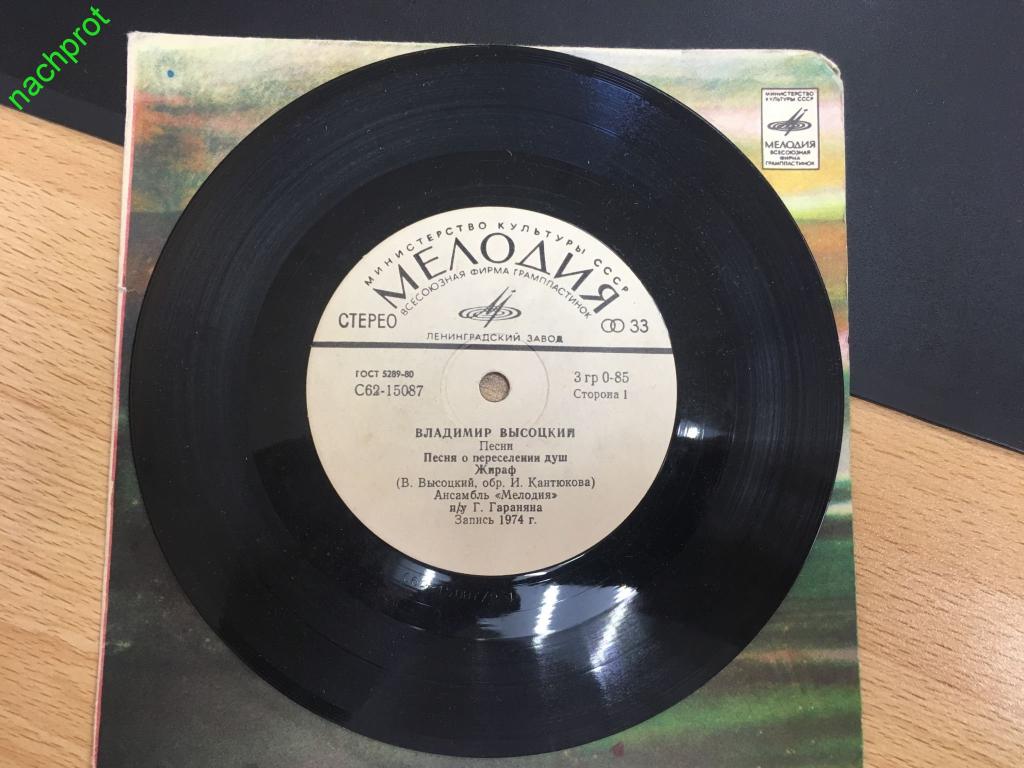 nachprot
МИНИСТЕРСТВО
КУЛЬТУРЫ СССР
МЕЛОДИЯ
ВСЕСОЮЗНАЯ
ФИРМА
ГРАМПЛАСТИНОК
МИНИСТЕРСТВО КУЛЬТУРЫ СССР
МЕЛОДИЯ
ВСЕСОЮЗНАЯ ФИРМА ГРАМПЛАСТИНОК
СТЕРЕО
33
ЛЕНИНГРАДСКИЙ ЗАВОД
ГОСТ 5289-80
С62-15087
3 гр 0-85
Сторона 1
ВЛАДИМИР ВЫСОЦКИЙ
Песни
Песня о переселении душ
Жираф
(В. Высоцкий, обр. И. Кантюкова)
Ансамбль «Мелодия»
п/у Г. Гараняна
Запись 1974 г.